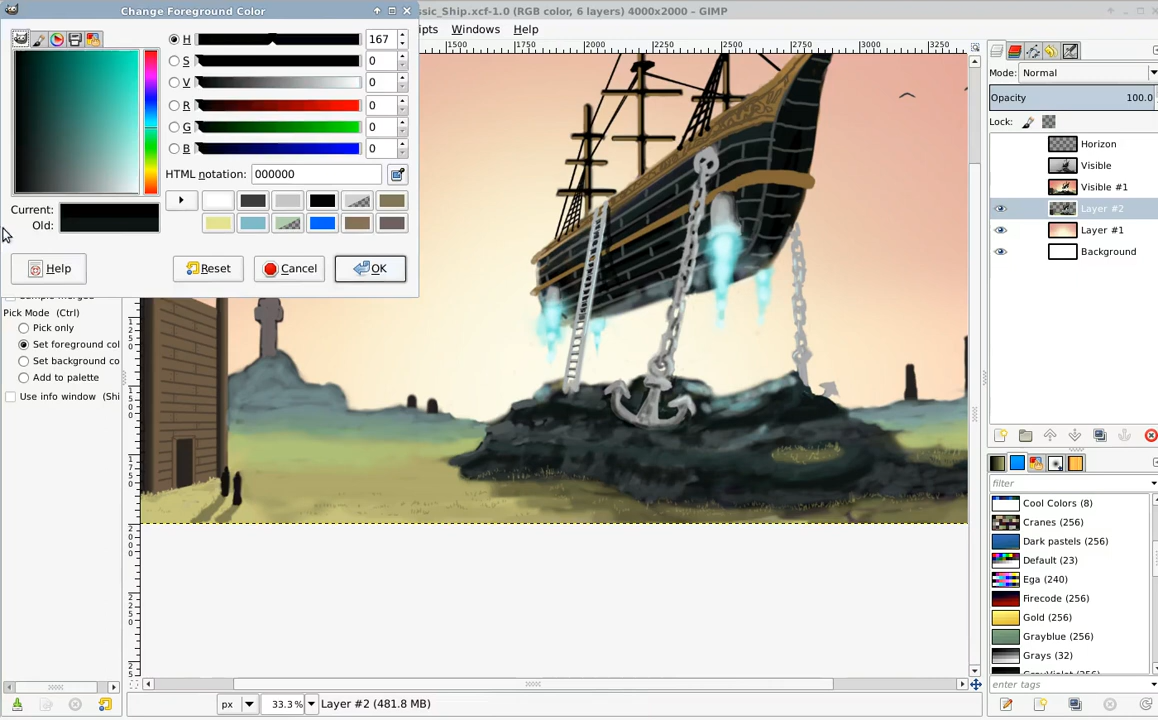 Change Foreground Color
ssic_Ship.xcf-1.0 (RGB color, 6 layers) 4000x2000 – GIMP
ipts Windows Help
1500 2000 2250 2500 2750 3250
H 167
S 0
V 0
R 0
G 0
B 0
HTML notation: 000000
Current:
Old:
Help
Reset
Cancel
OK
Pick Mode (Ctrl)
Pick only
Set foreground col
Set background co
Add to palette
Use info window (Shi
Mode: Normal
Opacity 100.0
Lock:
Horizon
Visible
Visible #1
Layer #2
Layer #1
Background
filter
Cool Colors (8)
Cranes (256)
Dark pastels (256)
Default (23)
Ega (240)
Firecode (256)
Gold (256)
Grayblue (256)
Grays (32)
enter tags
px 33.3% Layer #2 (481.8 MB)